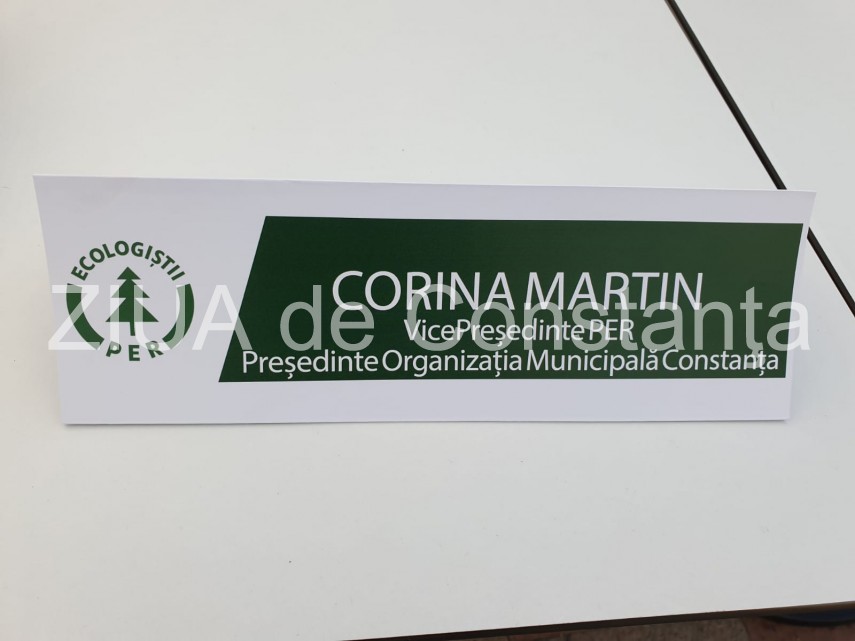 ECOLOGIȘTII
PER
CORINA MARTIN
VicePreședinte PER
Președinte Organizația Municipală Constanța
ZIUA de Constanța